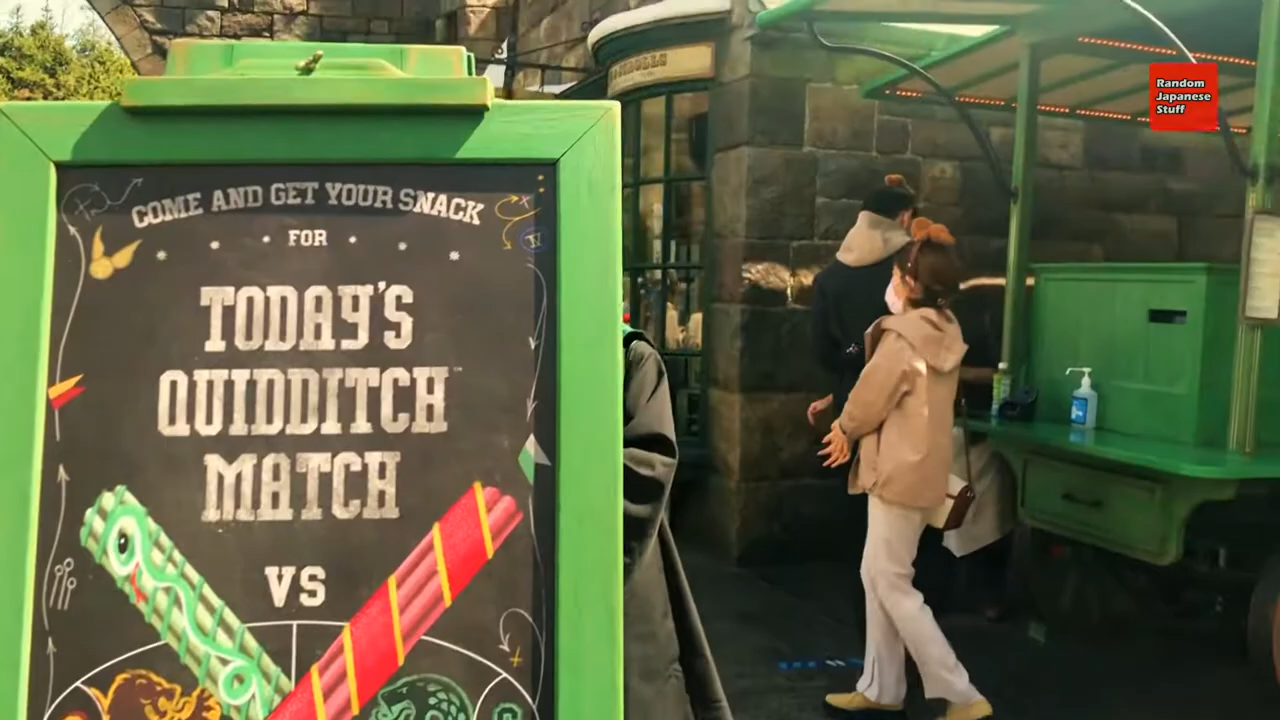 COME AND GET YOUR SNACK
FOR
TODAY'S
QUIDDITCH™
MATCH
VS
Random
Japanese
Stuff